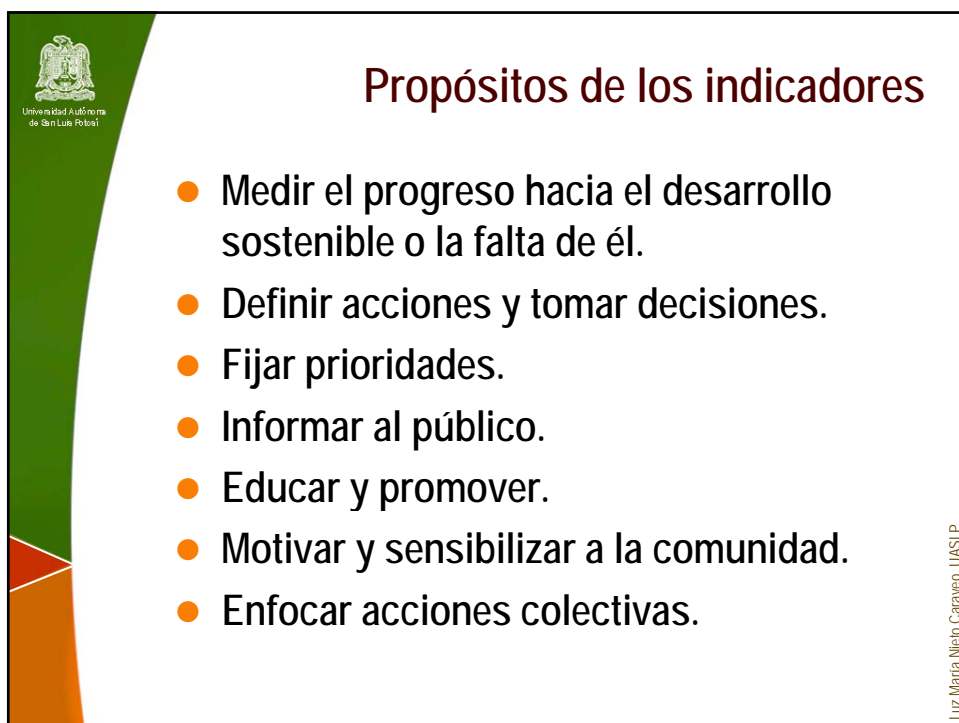 Universidad Autónoma
de San Luis Potosí
Propósitos de los indicadores
Medir el progreso hacia el desarrollo
sostenible o la falta de él.
Definir acciones y tomar decisiones.
Fijar prioridades.
Informar al público.
Educar y promover.
Motivar y sensibilizar a la comunidad.
Enfocar acciones colectivas.
Luz María Nieto Caraveo, UASLP